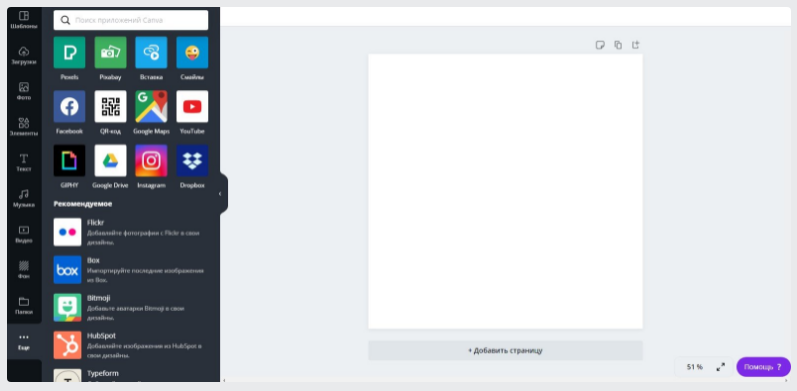 Шаблоны
Загрузки
Фото
Элементы
Текст
Музыка
Видео
Фон
Папки
Еще
Поиск приложений Canva
Pexels
Pixabay
Вставка
Смайлы
Facebook
QR-код
Google Maps
YouTube
GIPHY
Google Drive
Instagram
Dropbox
Рекомендуемое
Flickr
Добавляйте фотографии с Flickr в свои
дизайны.
box
Box
Импортируйте последние изображения
из Box.
Bitmoji
Добавьте аватарки Bitmoji в свои
дизайны.
HubSpot
Добавляйте изображения из HubSpot в
свои дизайны.
Typeform
+ Добавить страницу
51 %
Помощь ?